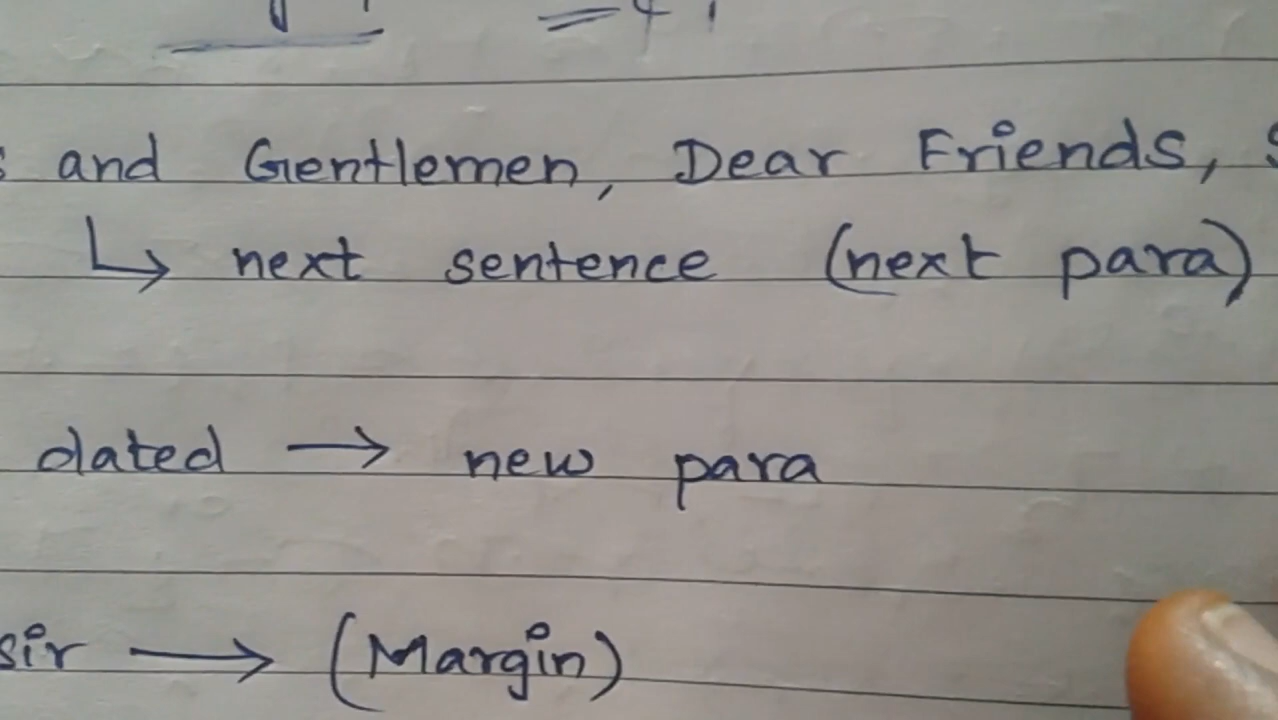 and Gentlemen, Dear Friends,
↳ next sentence (next para)
dated → new para
sir → (Margin)